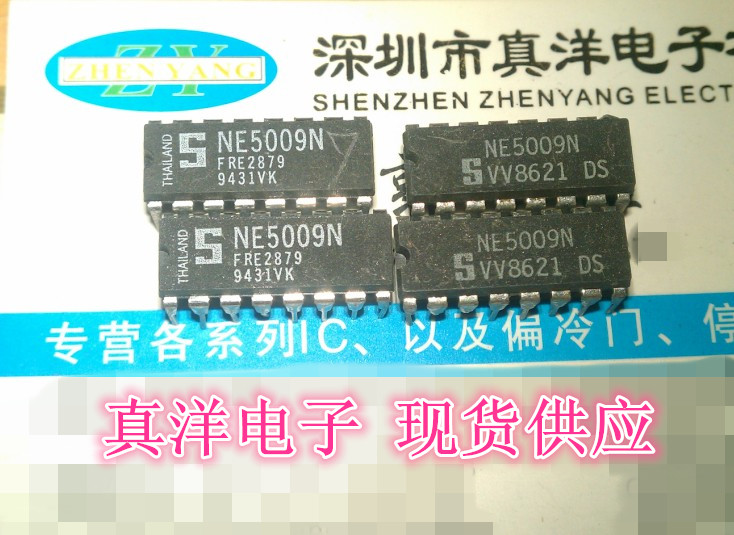 ZY
ZHEN YANG
深圳市真洋电子
SHENZHEN ZHENYANG ELECT
THAILAND
S NE5009N
FRE2879
9431VK
NE5009N
S VV8621 DS
THAILAND
S NE5009N
FRE2879
9431VK
NE5009N
S VV8621 DS
专营各系列IC、以及偏冷门、停
真洋电子 现货供应